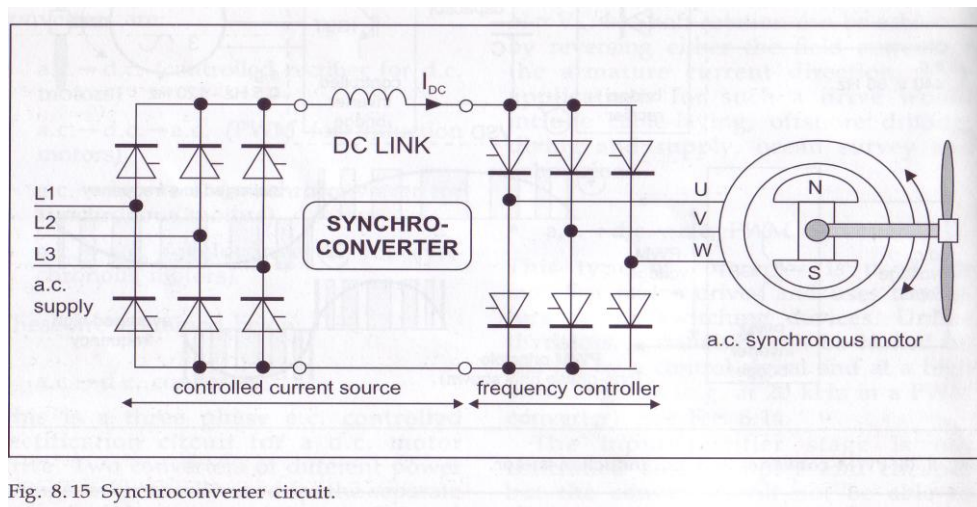 I DC
DC LINK
L1
L2
L3
a.c.
supply
SYNCHRO-
CONVERTER
U
V
W
N
S
a.c. synchronous motor
controlled current source
frequency controller
Fig. 8.15 Synchroconverter circuit.